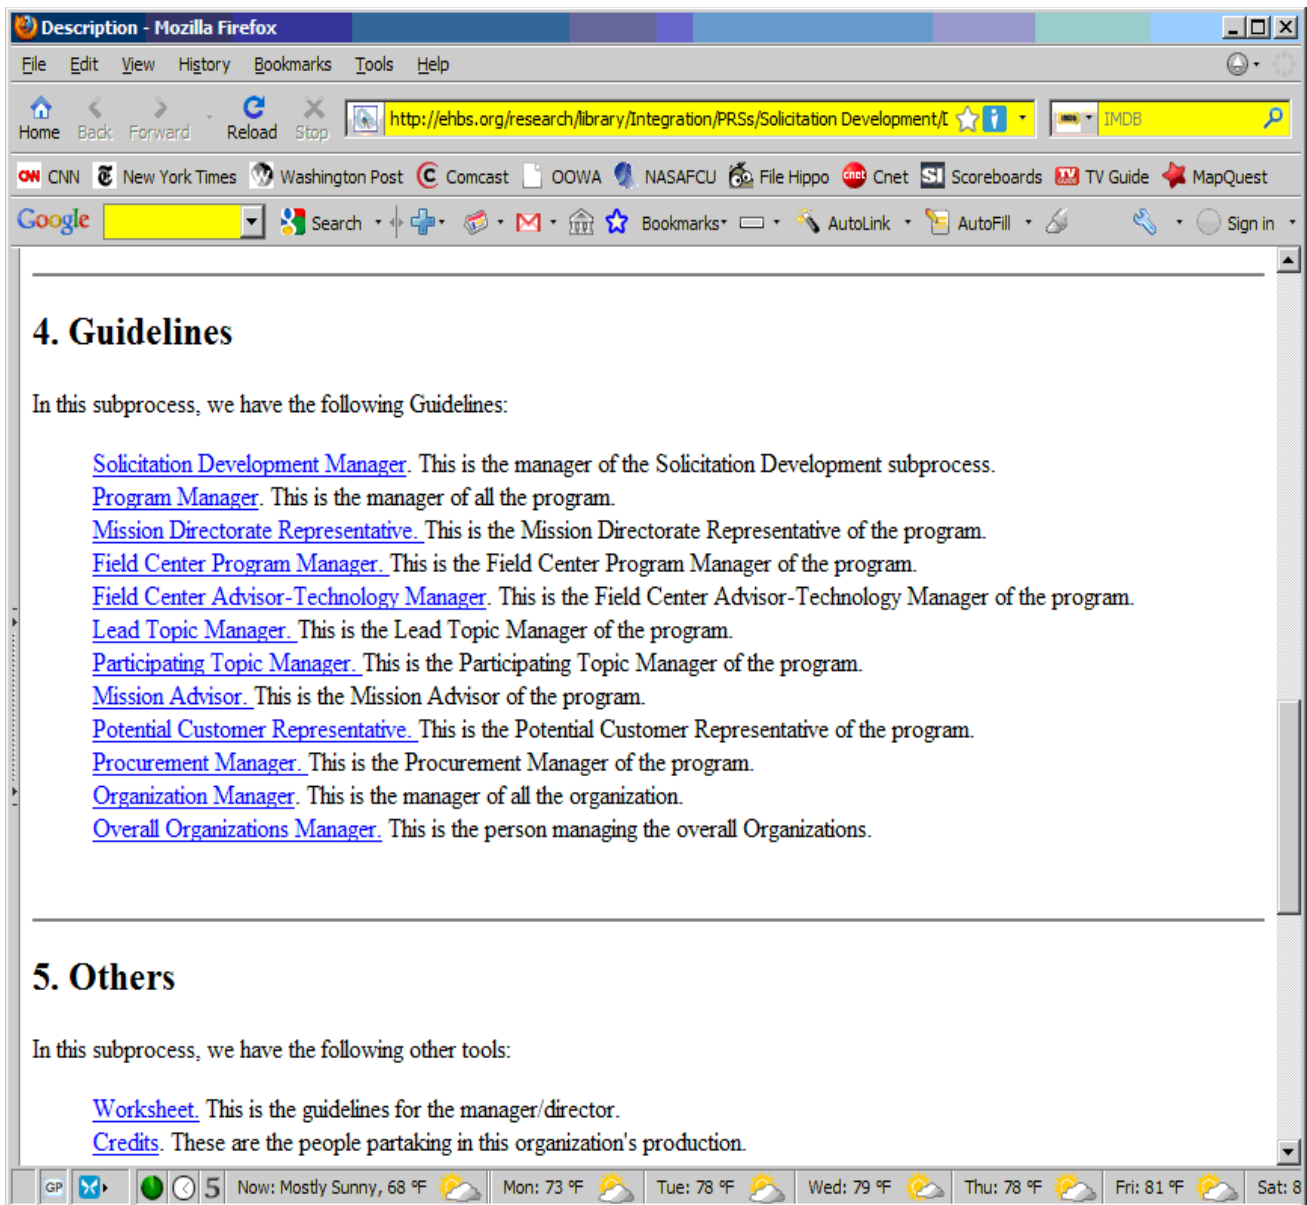 Description - Mozilla Firefox
File Edit View History Bookmarks Tools Help
Home Back Forward Reload Stop http://ehbs.org/research/library/Integration/PRSs/Solicitation Development/ IMDB
CNN New York Times Washington Post Comcast OOWA NASAFCU File Hippo Cnet Scoreboards TV Guide MapQuest
Google Search Bookmarks AutoLink AutoFill Sign in
4. Guidelines
In this subprocess, we have the following Guidelines:
Solicitation Development Manager. This is the manager of the Solicitation Development subprocess.
Program Manager. This is the manager of all the program.
Mission Directorate Representative. This is the Mission Directorate Representative of the program.
Field Center Program Manager. This is the Field Center Program Manager of the program.
Field Center Advisor-Technology Manager. This is the Field Center Advisor-Technology Manager of the program.
Lead Topic Manager. This is the Lead Topic Manager of the program.
Participating Topic Manager. This is the Participating Topic Manager of the program.
Mission Advisor. This is the Mission Advisor of the program.
Potential Customer Representative. This is the Potential Customer Representative of the program.
Procurement Manager. This is the Procurement Manager of the program.
Organization Manager. This is the manager of all the organization.
Overall Organizations Manager. This is the person managing the overall Organizations.
5. Others
In this subprocess, we have the following other tools:
Worksheet. This is the guidelines for the manager/director.
Credits. These are the people partaking in this organization's production.
GP 5 Now: Mostly Sunny, 68 °F Mon: 73 °F Tue: 78 °F Wed: 79 °F Thu: 78 °F Fri: 81 °F Sat: 8